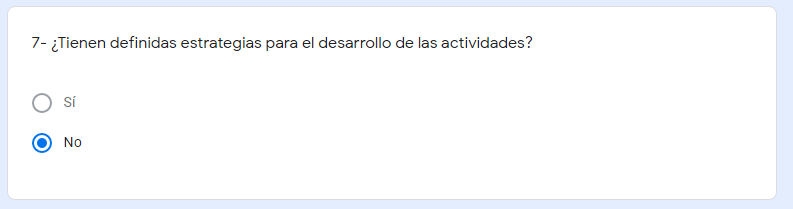 7- ¿Tienen definidas estrategias para el desarrollo de las actividades?
Sí
No